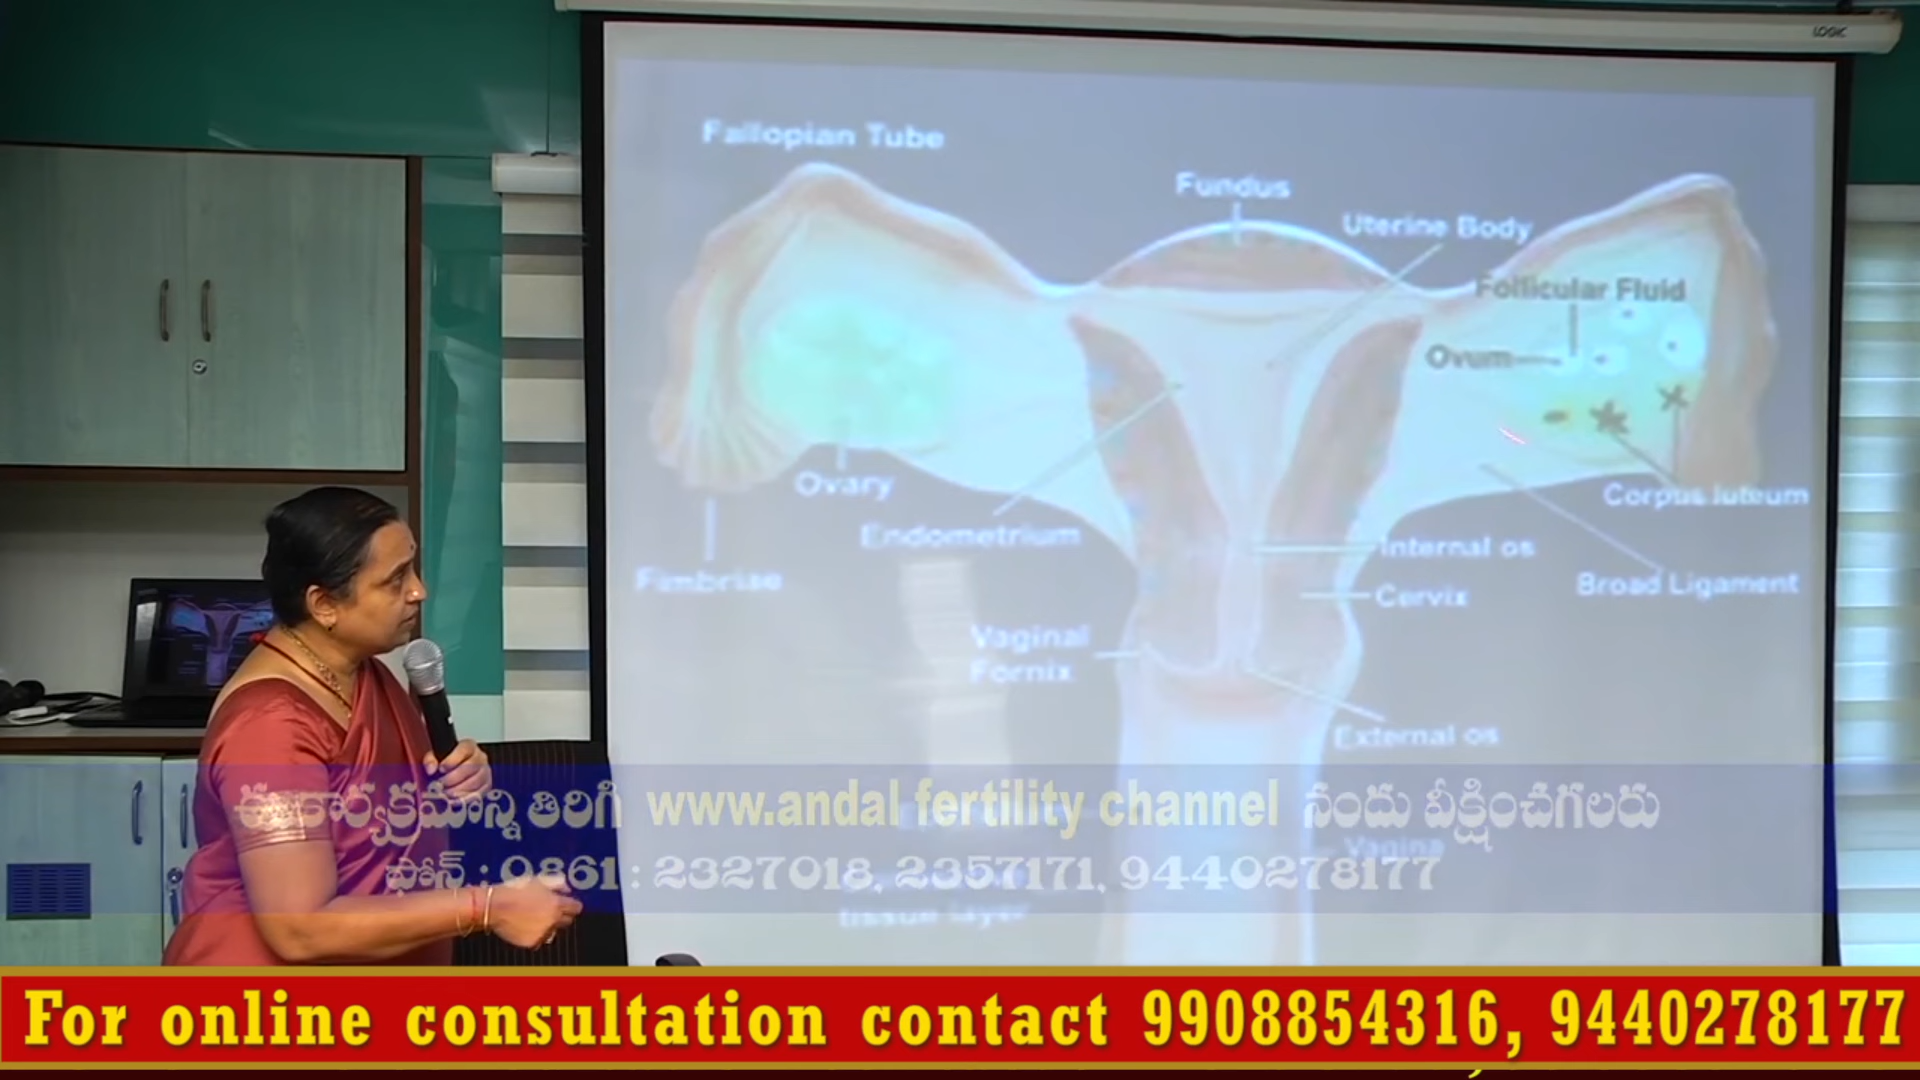 LOGIC
Fallopian Tube
Fundus
Uterine Body
Follicular Fluid
Ovum
Ovary
Corpus luteum
Endometrium
Internal os
Fimbriae
Broad Ligament
Cervix
Vaginal
Fornix
External os
ఈ కార్యక్రమాన్ని తిరిగి www.andal fertility channel నందు వీక్షించగలరు
Vagina
ఫోన్ : 0861 : 2327018, 2357171, 9440278177
tissue layer
For online consultation contact 9908854316, 9440278177